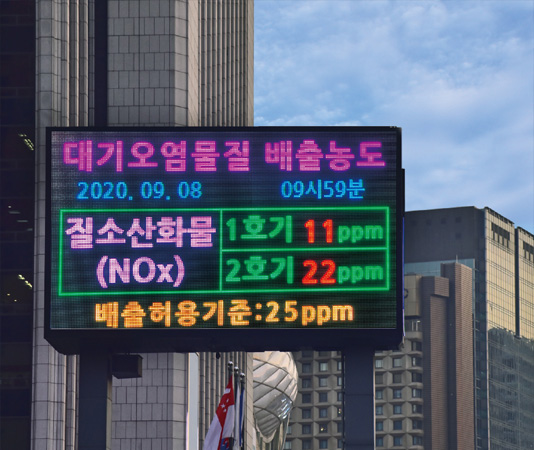 대기오염물질 배출농도
2020. 09. 08 09시59분
질소산화물 1호기 11ppm
(NOx) 2호기 22ppm
배출허용기준:25ppm